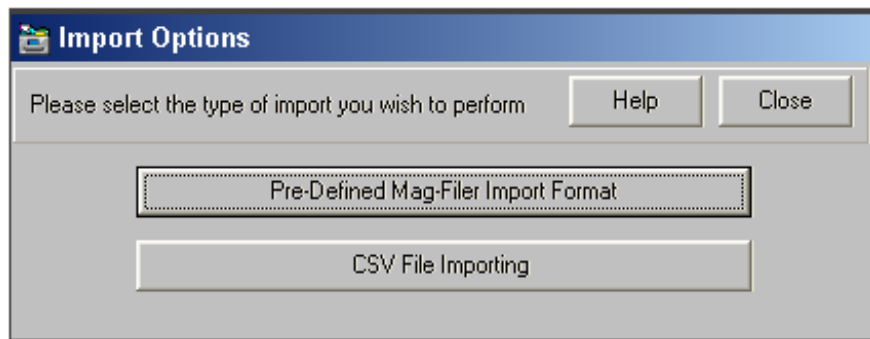 Import Options
Please select the type of import you wish to perform Help Close
Pre-Defined Mag-Filer Import Format
CSV File Importing